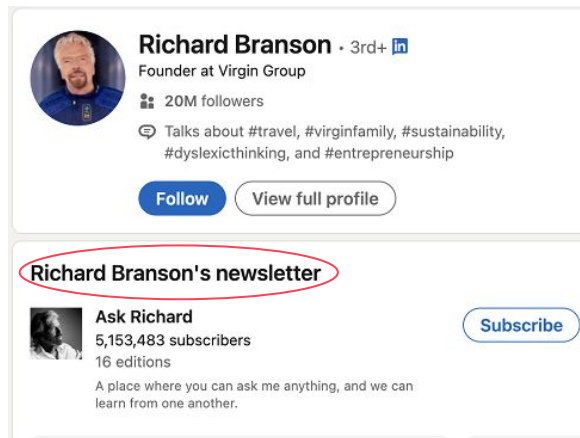 Richard Branson · 3rd+ in
Founder at Virgin Group
20M followers
Talks about #travel, #virginfamily, #sustainability,
#dyslexicthinking, and #entrepreneurship
Follow
View full profile
Richard Branson's newsletter
Ask Richard
5,153,483 subscribers
16 editions
A place where you can ask me anything, and we can
learn from one another.
Subscribe